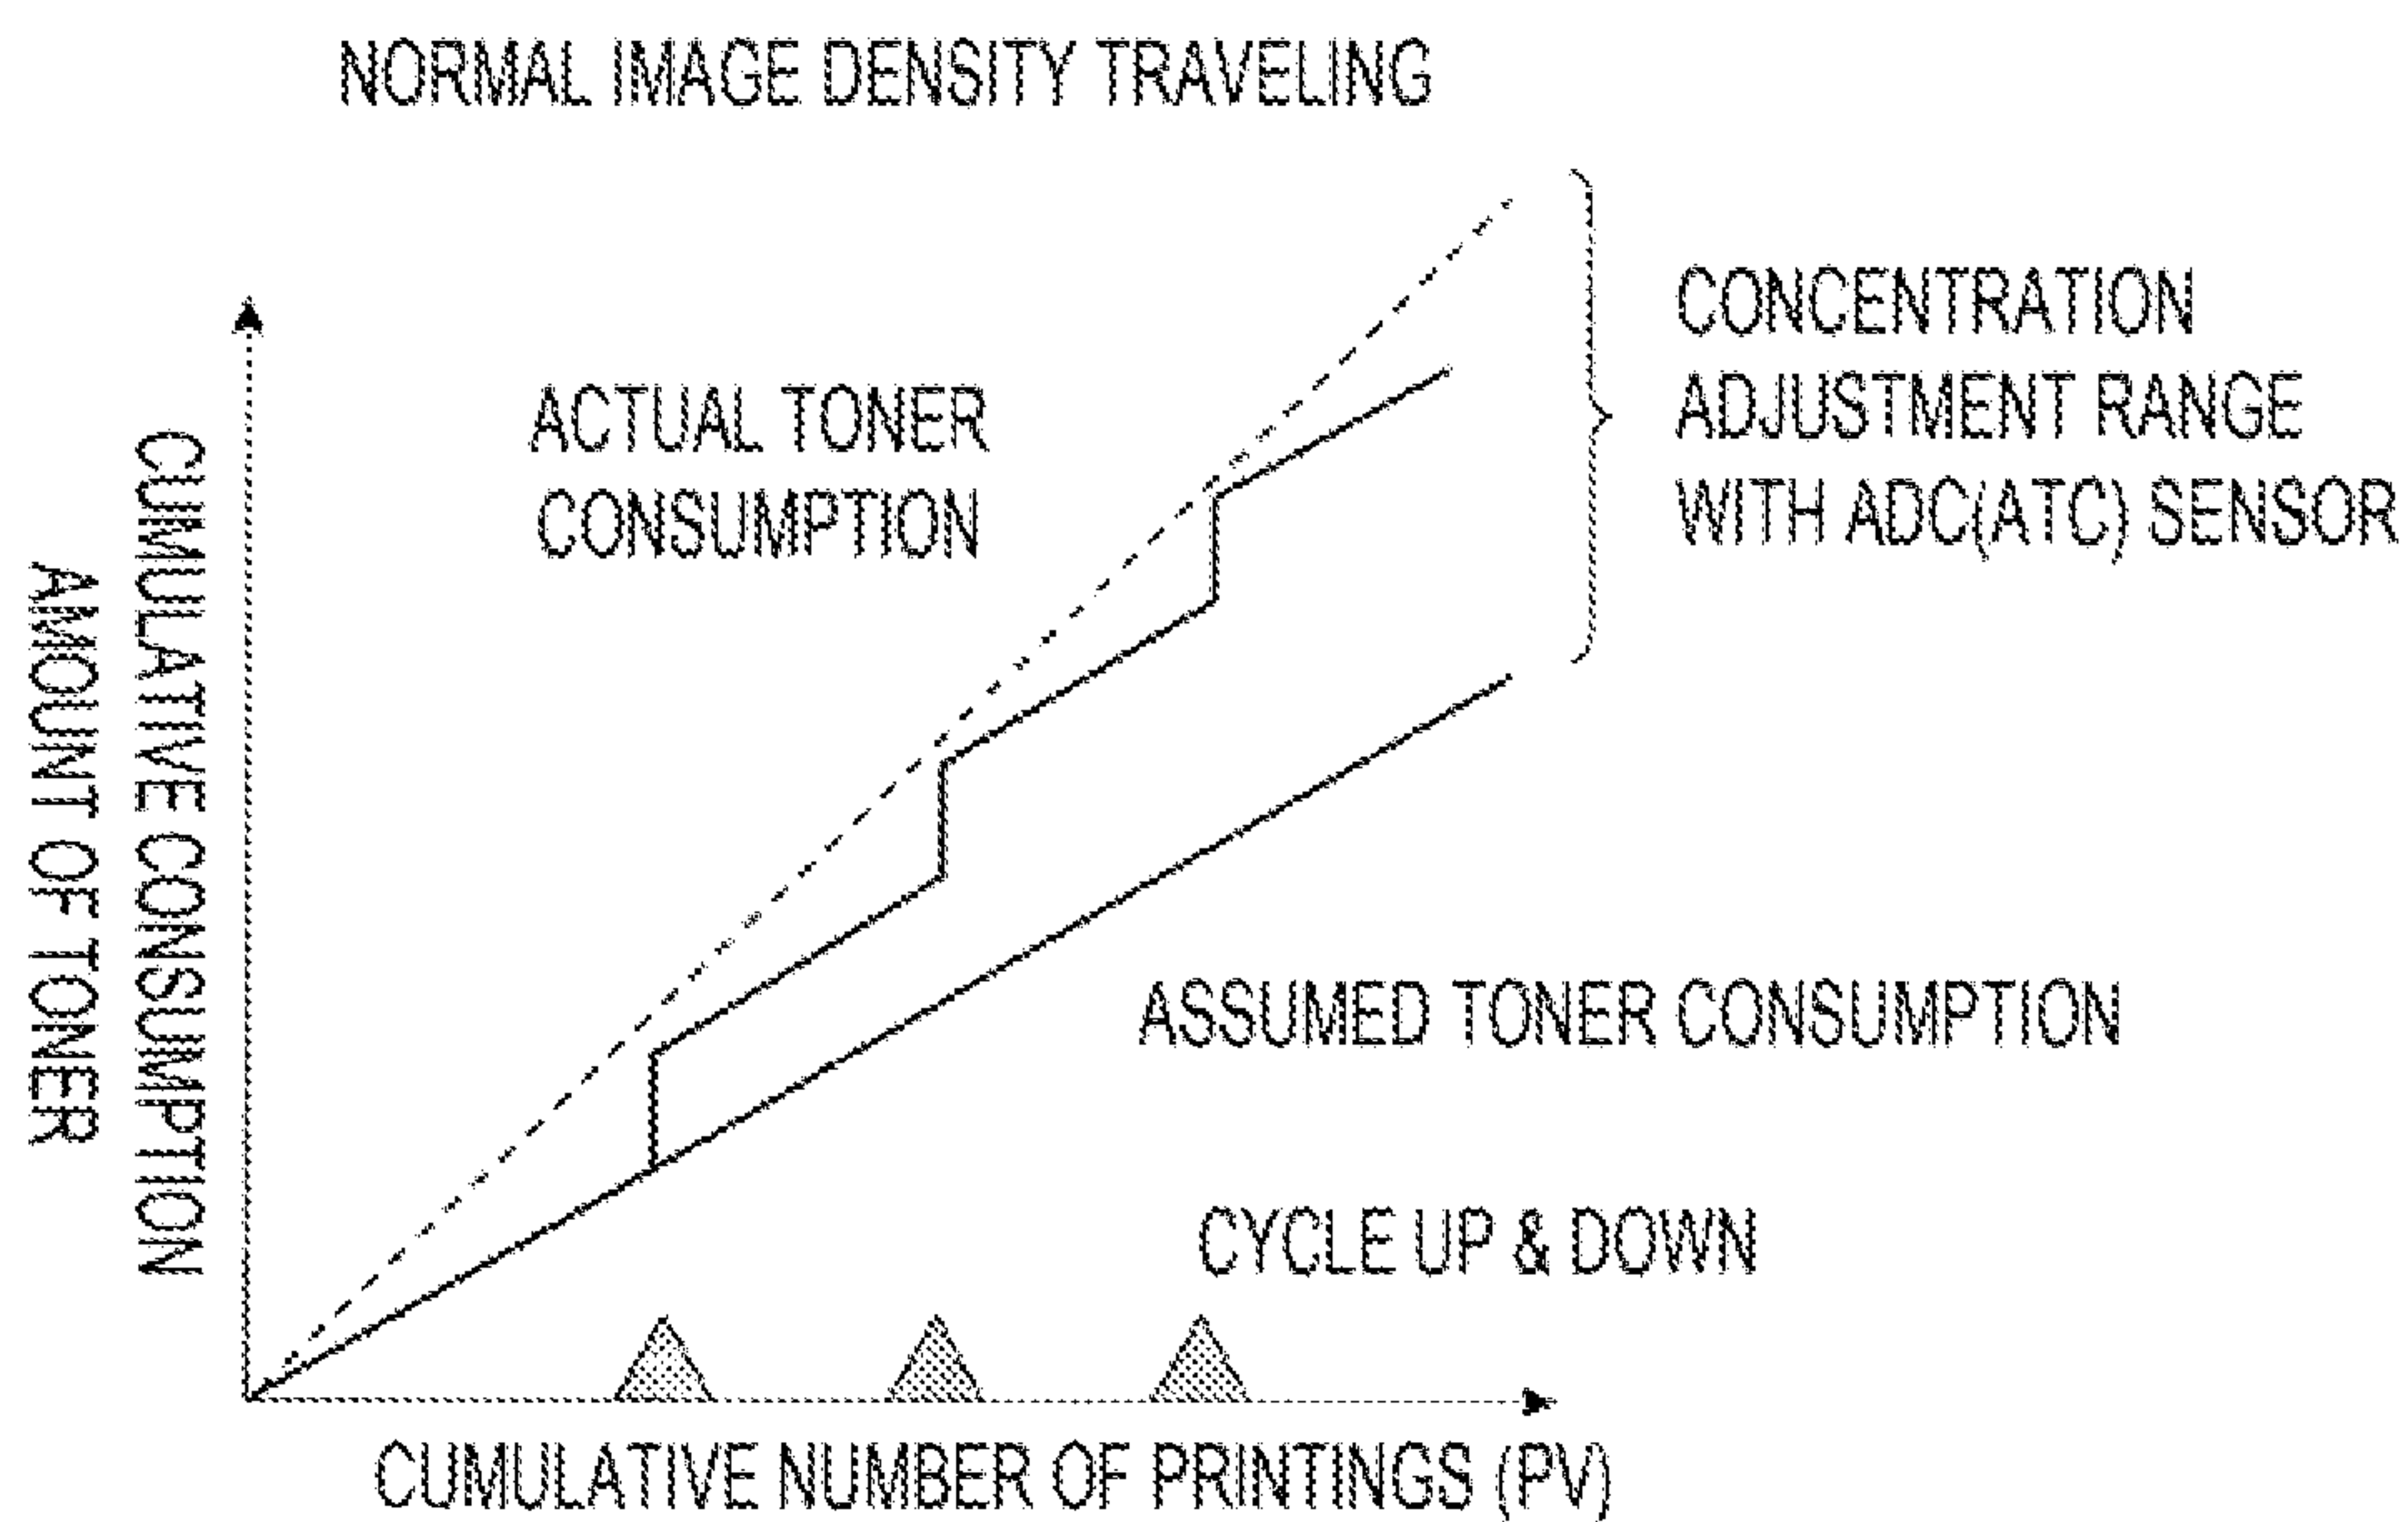 NORMAL IMAGE DENSITY TRAVELING
CONCENTRATION
ADJUSTMENT RANGE
WITH ADC(ATC) SENSOR
ACTUAL TONER
CONSUMPTION
CUMULATIVE CONSUMPTION
AMOUNT OF TONER
ASSUMED TONER CONSUMPTION
CYCLE UP & DOWN
CUMULATIVE NUMBER OF PRINTINGS (PV)